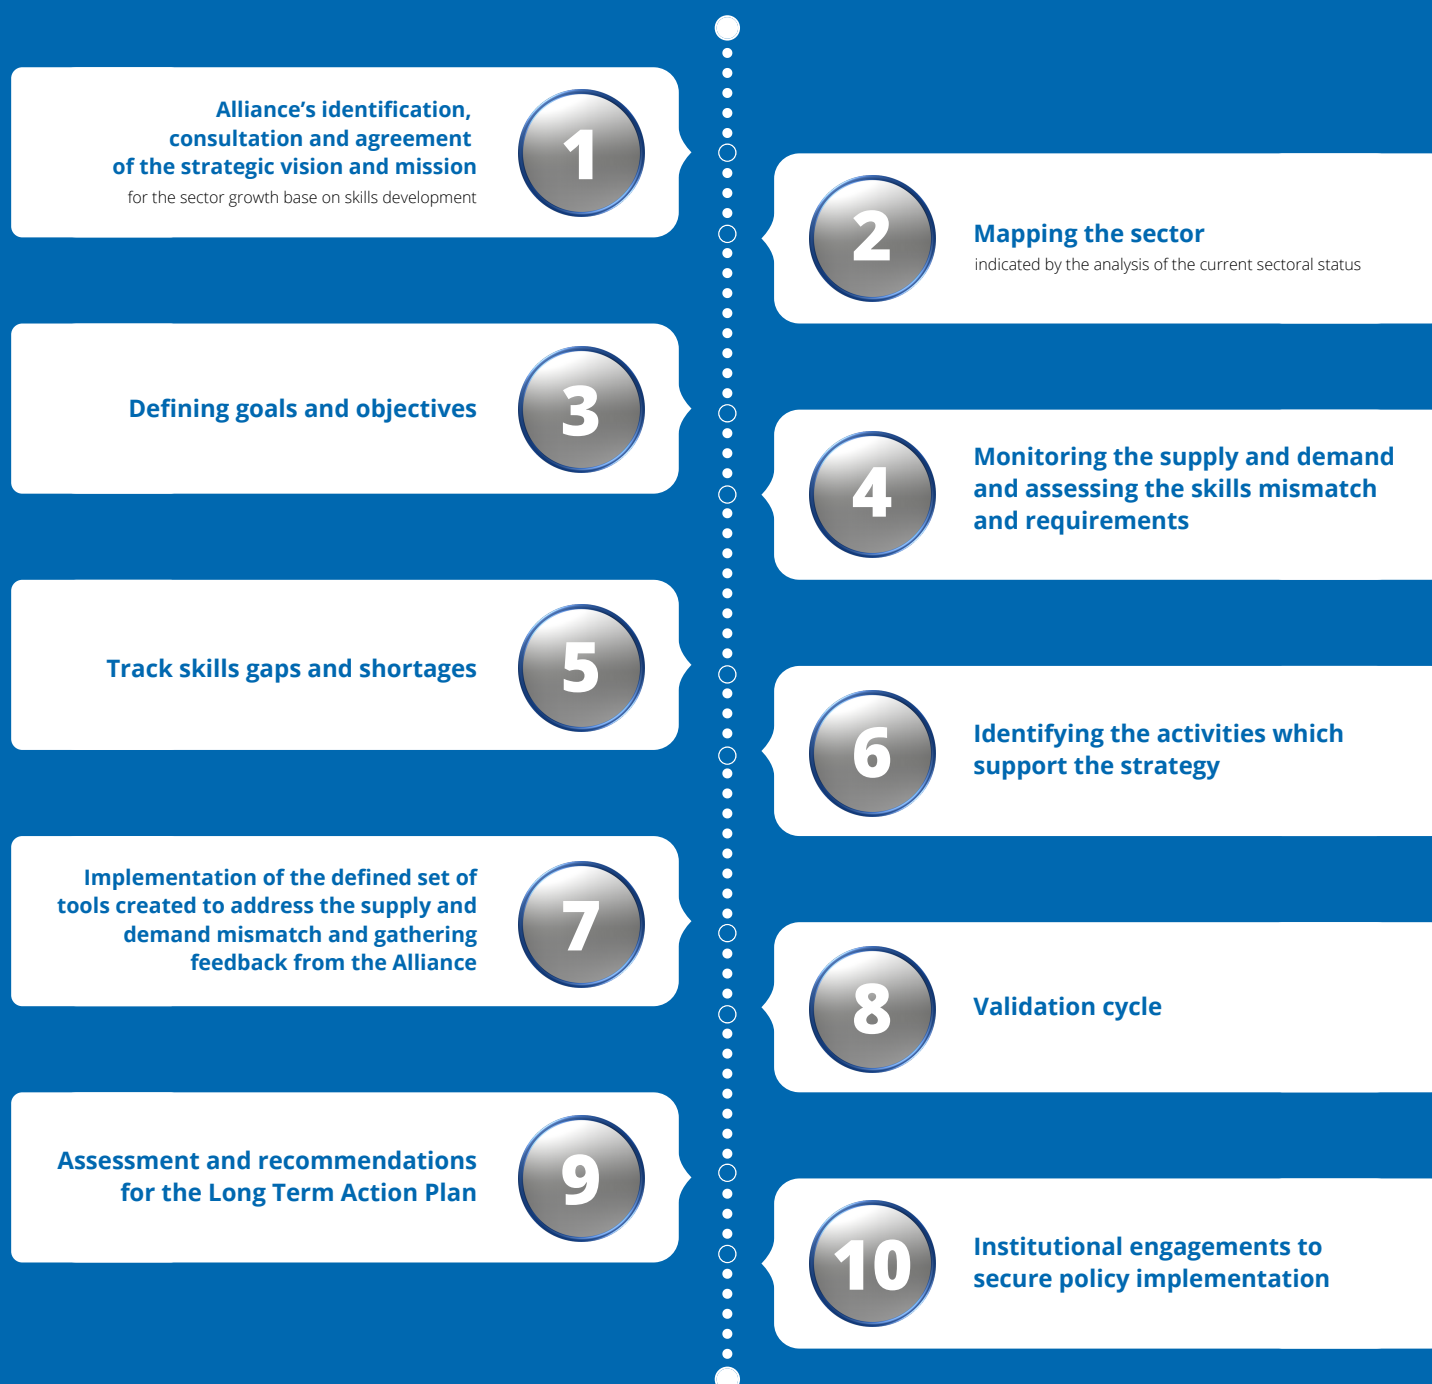 1
Alliance’s identification,
consultation and agreement
of the strategic vision and mission
for the sector growth base on skills development
2
Mapping the sector
indicated by the analysis of the current sectoral status
3
Defining goals and objectives
4
Monitoring the supply and demand
and assessing the skills mismatch
and requirements
5
Track skills gaps and shortages
6
Identifying the activities which
support the strategy
7
Implementation of the defined set of
tools created to address the supply and
demand mismatch and gathering
feedback from the Alliance
8
Validation cycle
9
Assessment and recommendations
for the Long Term Action Plan
10
Institutional engagements to
secure policy implementation